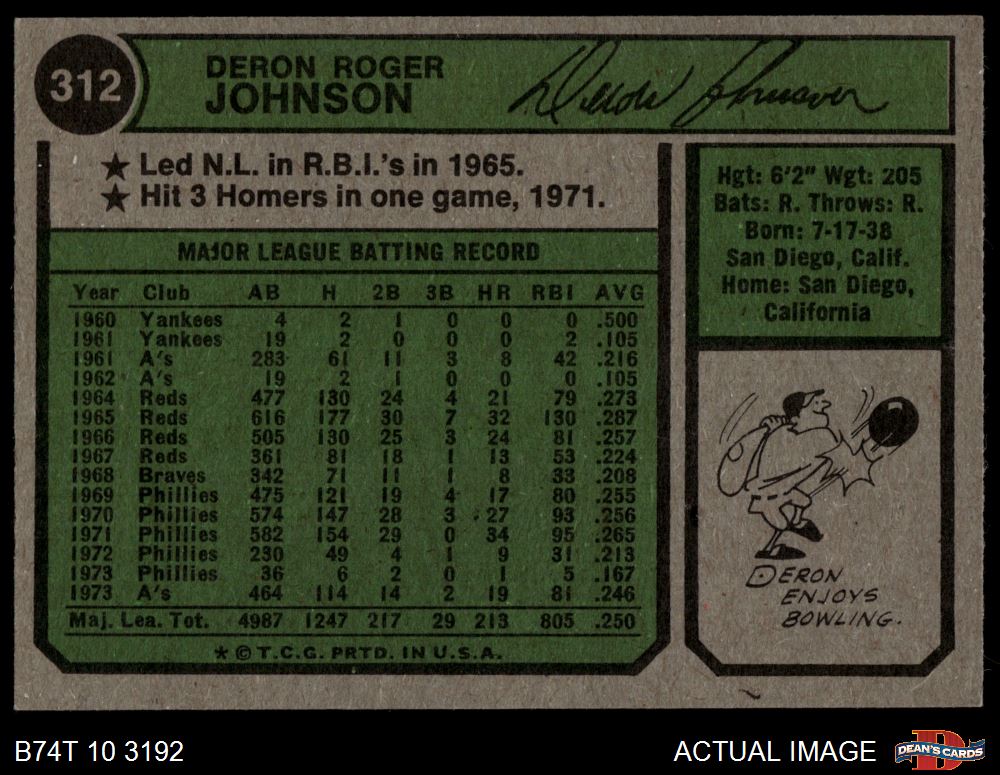 312
DERON ROGER
JOHNSON
Deron Johnson
★ Led N.L. in R.B.I.'s in 1965.
★ Hit 3 Homers in one game, 1971.
MAJOR LEAGUE BATTING RECORD
Year Club AB H 2B 3B HR RBI AVG
1960 Yankees 4 2 1 0 0 0 .500
1961 Yankees 19 2 0 0 0 2 .105
1961 A's 283 61 11 3 8 42 .216
1962 A's 19 2 1 0 0 0 .105
1964 Reds 477 130 24 4 21 79 .273
1965 Reds 616 177 30 7 32 130 .287
1966 Reds 505 130 25 3 24 81 .257
1967 Reds 361 81 18 1 13 53 .224
1968 Braves 342 71 11 1 8 33 .208
1969 Phillies 475 121 19 4 17 80 .255
1970 Phillies 574 147 28 3 27 93 .256
1971 Phillies 582 154 29 0 34 95 .265
1972 Phillies 230 49 4 1 9 31 .213
1973 Phillies 36 6 2 0 1 5 .167
1973 A's 464 114 14 2 19 81 .246
Maj. Lea. Tot. 4987 1247 217 29 213 805 .250
* © T.C.G. PRTD. IN U.S.A.
Hgt: 6'2" Wgt: 205
Bats: R. Throws: R.
Born: 7-17-38
San Diego, Calif.
Home: San Diego,
California
DERON
ENJOYS
BOWLING.
B74T 10 3192
ACTUAL IMAGE
DEAN'S CARDS